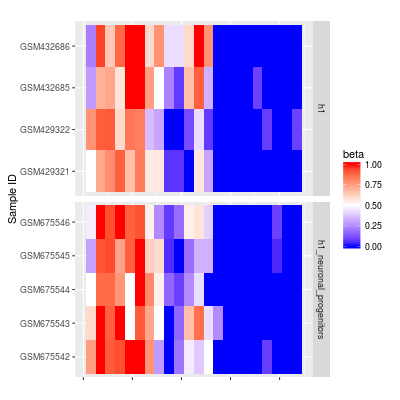 Sample ID
GSM432686
GSM432685
GSM429322
GSM429321
h1
GSM675546
GSM675545
GSM675544
GSM675543
GSM675542
h1_neuronal_progenitors
beta
1.00
0.75
0.50
0.25
0.00